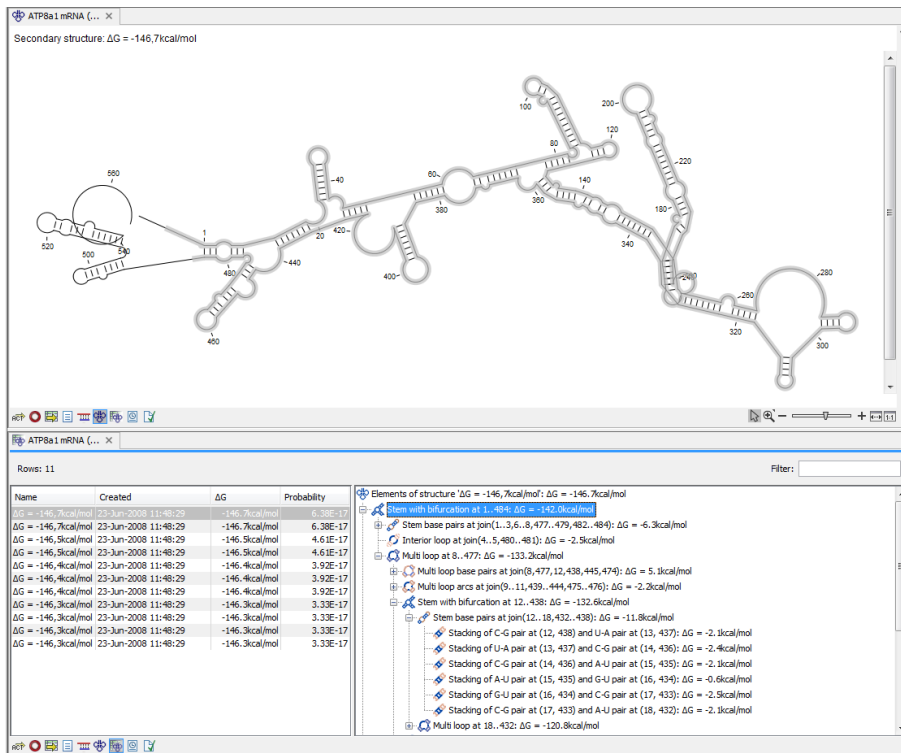 ATP8a1 mRNA (...
Secondary structure: ΔG = -146,7kcal/mol
100
200
120
80
560
60
40
140
220
380
360
180
1
20
420
340
520
500
540
480
440
400
240
260
280
320
300
460
ATP8a1 mRNA (...
Rows: 11
Filter:
Name Created ΔG Probability
ΔG = -146,7kcal/mol 23-Jun-2008 11:48:29 -146.7kcal/mol 6.38E-17
ΔG = -146,7kcal/mol 23-Jun-2008 11:48:29 -146.7kcal/mol 6.38E-17
ΔG = -146,5kcal/mol 23-Jun-2008 11:48:29 -146.5kcal/mol 4.61E-17
ΔG = -146,5kcal/mol 23-Jun-2008 11:48:29 -146.5kcal/mol 4.61E-17
ΔG = -146,4kcal/mol 23-Jun-2008 11:48:29 -146.4kcal/mol 3.92E-17
ΔG = -146,4kcal/mol 23-Jun-2008 11:48:29 -146.4kcal/mol 3.92E-17
ΔG = -146,4kcal/mol 23-Jun-2008 11:48:29 -146.4kcal/mol 3.92E-17
ΔG = -146,3kcal/mol 23-Jun-2008 11:48:29 -146.3kcal/mol 3.33E-17
ΔG = -146,3kcal/mol 23-Jun-2008 11:48:29 -146.3kcal/mol 3.33E-17
ΔG = -146,3kcal/mol 23-Jun-2008 11:48:29 -146.3kcal/mol 3.33E-17
ΔG = -146,3kcal/mol 23-Jun-2008 11:48:29 -146.3kcal/mol 3.33E-17
Elements of structure 'ΔG = -146,7kcal/mol': ΔG = -146.7kcal/mol
Stem with bifurcation at 1..484: ΔG = -142.0kcal/mol
Stem base pairs at join(1..3,6..8,477..479,482..484): ΔG = -6.3kcal/mol
Interior loop at join(4..5,480..481): ΔG = -2.5kcal/mol
Multi loop at 8..477: ΔG = -133.2kcal/mol
Multi loop base pairs at join(8,477,12,438,445,474): ΔG = 5.1kcal/mol
Multi loop arcs at join(9..11,439..444,475..476): ΔG = -2.2kcal/mol
Stem with bifurcation at 12..438: ΔG = -132.6kcal/mol
Stem base pairs at join(12..18,432..438): ΔG = -11.8kcal/mol
Stacking of C-G pair at (12, 438) and U-A pair at (13, 437): ΔG = -2.1kcal/mol
Stacking of U-A pair at (13, 437) and C-G pair at (14, 436): ΔG = -2.4kcal/mol
Stacking of C-G pair at (14, 436) and A-U pair at (15, 435): ΔG = -2.1kcal/mol
Stacking of A-U pair at (15, 435) and G-U pair at (16, 434): ΔG = -0.6kcal/mol
Stacking of G-U pair at (16, 434) and C-G pair at (17, 433): ΔG = -2.5kcal/mol
Stacking of C-G pair at (17, 433) and A-U pair at (18, 432): ΔG = -2.1kcal/mol
Multi loop at 18..432: ΔG = -120.8kcal/mol